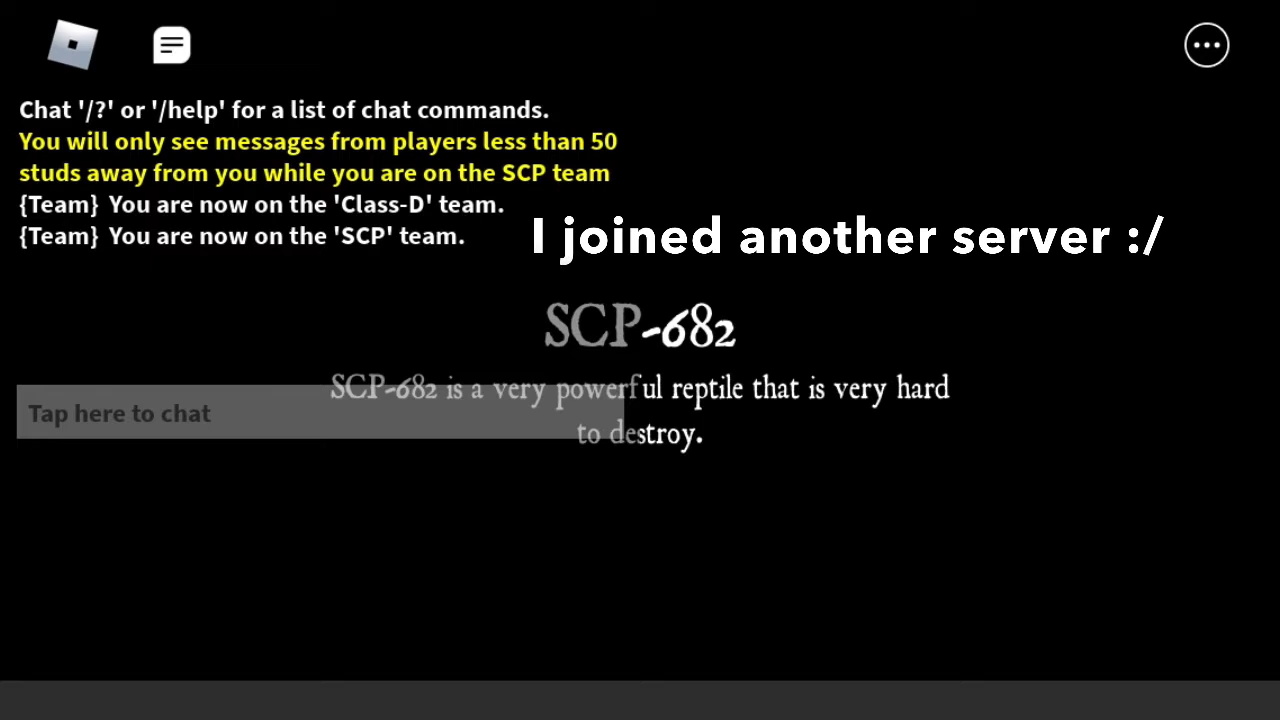 Chat '/?' or '/help' for a list of chat commands.
You will only see messages from players less than 50
studs away from you while you are on the SCP team
{Team} You are now on the 'Class-D' team.
{Team} You are now on the 'SCP' team.
I joined another server :/
SCP-682
SCP-682 is a very powerful reptile that is very hard
to destroy.
Tap here to chat